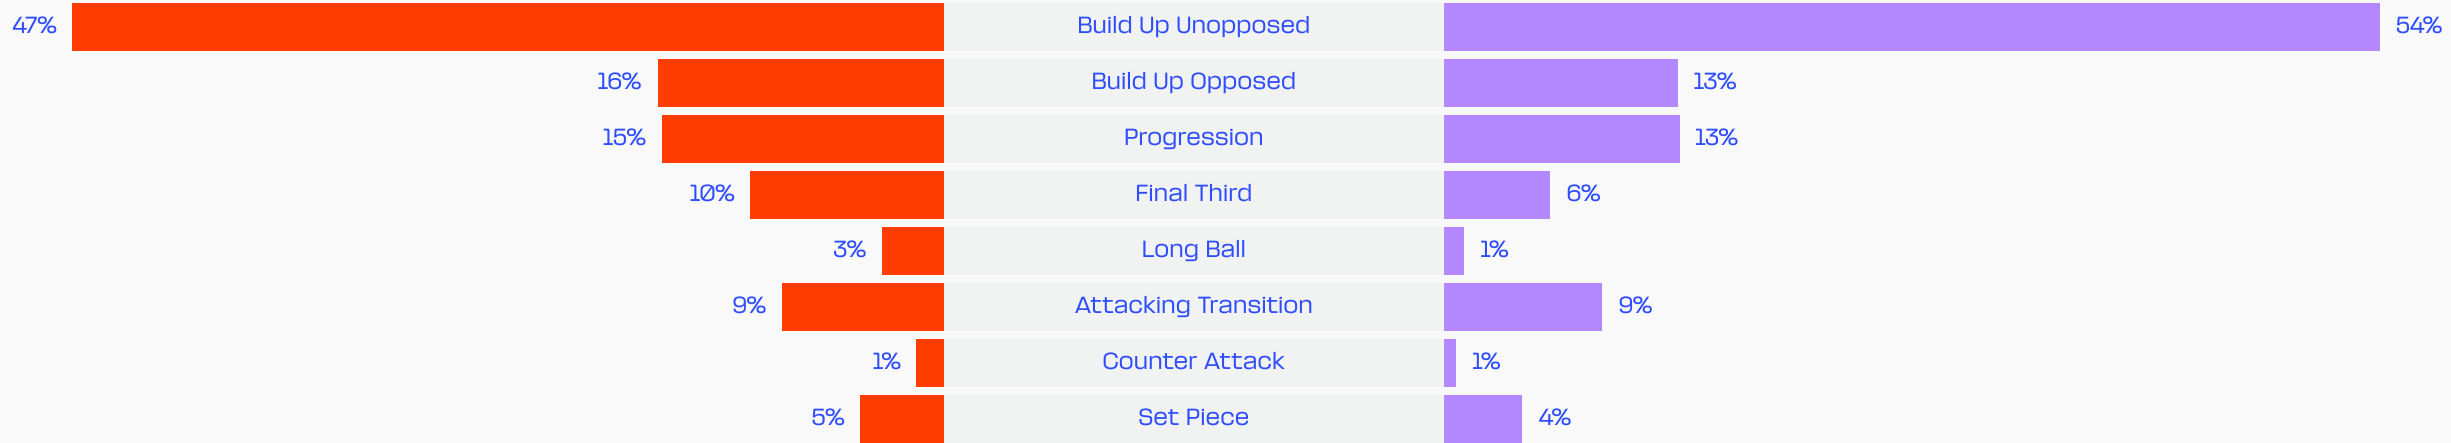 47% Build Up Unopposed 54%
16% Build Up Opposed 13%
15% Progression 13%
10% Final Third 6%
3% Long Ball 1%
9% Attacking Transition 9%
1% Counter Attack 1%
5% Set Piece 4%